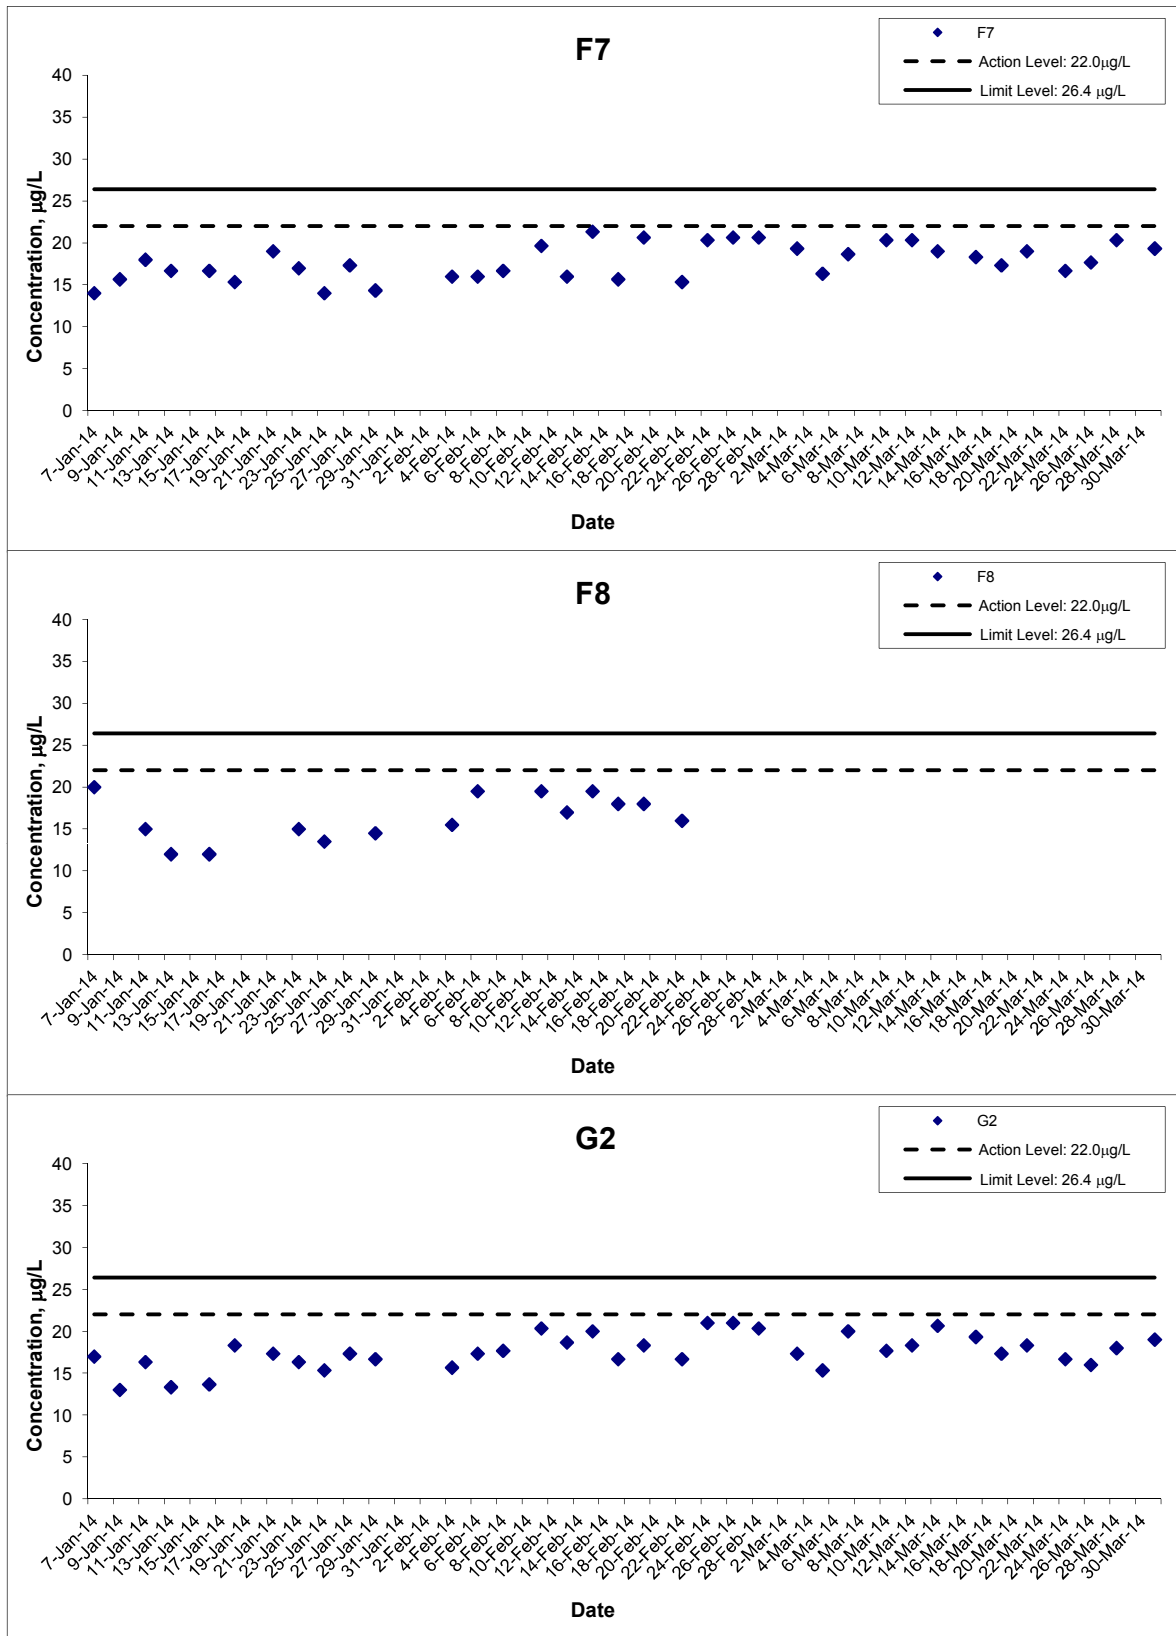 F7
F7
Action Level: 22.0µg/L
Limit Level: 26.4 µg/L
Concentration, µg/L
40
35
30
25
20
15
10
5
0
7-Jan-14
9-Jan-14
11-Jan-14
13-Jan-14
15-Jan-14
17-Jan-14
19-Jan-14
21-Jan-14
23-Jan-14
25-Jan-14
27-Jan-14
29-Jan-14
31-Jan-14
2-Feb-14
4-Feb-14
6-Feb-14
8-Feb-14
10-Feb-14
12-Feb-14
14-Feb-14
16-Feb-14
18-Feb-14
20-Feb-14
22-Feb-14
24-Feb-14
26-Feb-14
28-Feb-14
2-Mar-14
4-Mar-14
6-Mar-14
8-Mar-14
10-Mar-14
12-Mar-14
14-Mar-14
16-Mar-14
18-Mar-14
20-Mar-14
22-Mar-14
24-Mar-14
26-Mar-14
28-Mar-14
30-Mar-14
Date
F8
F8
Action Level: 22.0µg/L
Limit Level: 26.4 µg/L
Concentration, µg/L
40
35
30
25
20
15
10
5
0
7-Jan-14
9-Jan-14
11-Jan-14
13-Jan-14
15-Jan-14
17-Jan-14
19-Jan-14
21-Jan-14
23-Jan-14
25-Jan-14
27-Jan-14
29-Jan-14
31-Jan-14
2-Feb-14
4-Feb-14
6-Feb-14
8-Feb-14
10-Feb-14
12-Feb-14
14-Feb-14
16-Feb-14
18-Feb-14
20-Feb-14
22-Feb-14
24-Feb-14
26-Feb-14
28-Feb-14
2-Mar-14
4-Mar-14
6-Mar-14
8-Mar-14
10-Mar-14
12-Mar-14
14-Mar-14
16-Mar-14
18-Mar-14
20-Mar-14
22-Mar-14
24-Mar-14
26-Mar-14
28-Mar-14
30-Mar-14
Date
G2
G2
Action Level: 22.0µg/L
Limit Level: 26.4 µg/L
Concentration, µg/L
40
35
30
25
20
15
10
5
0
7-Jan-14
9-Jan-14
11-Jan-14
13-Jan-14
15-Jan-14
17-Jan-14
19-Jan-14
21-Jan-14
23-Jan-14
25-Jan-14
27-Jan-14
29-Jan-14
31-Jan-14
2-Feb-14
4-Feb-14
6-Feb-14
8-Feb-14
10-Feb-14
12-Feb-14
14-Feb-14
16-Feb-14
18-Feb-14
20-Feb-14
22-Feb-14
24-Feb-14
26-Feb-14
28-Feb-14
2-Mar-14
4-Mar-14
6-Mar-14
8-Mar-14
10-Mar-14
12-Mar-14
14-Mar-14
16-Mar-14
18-Mar-14
20-Mar-14
22-Mar-14
24-Mar-14
26-Mar-14
28-Mar-14
30-Mar-14
Date